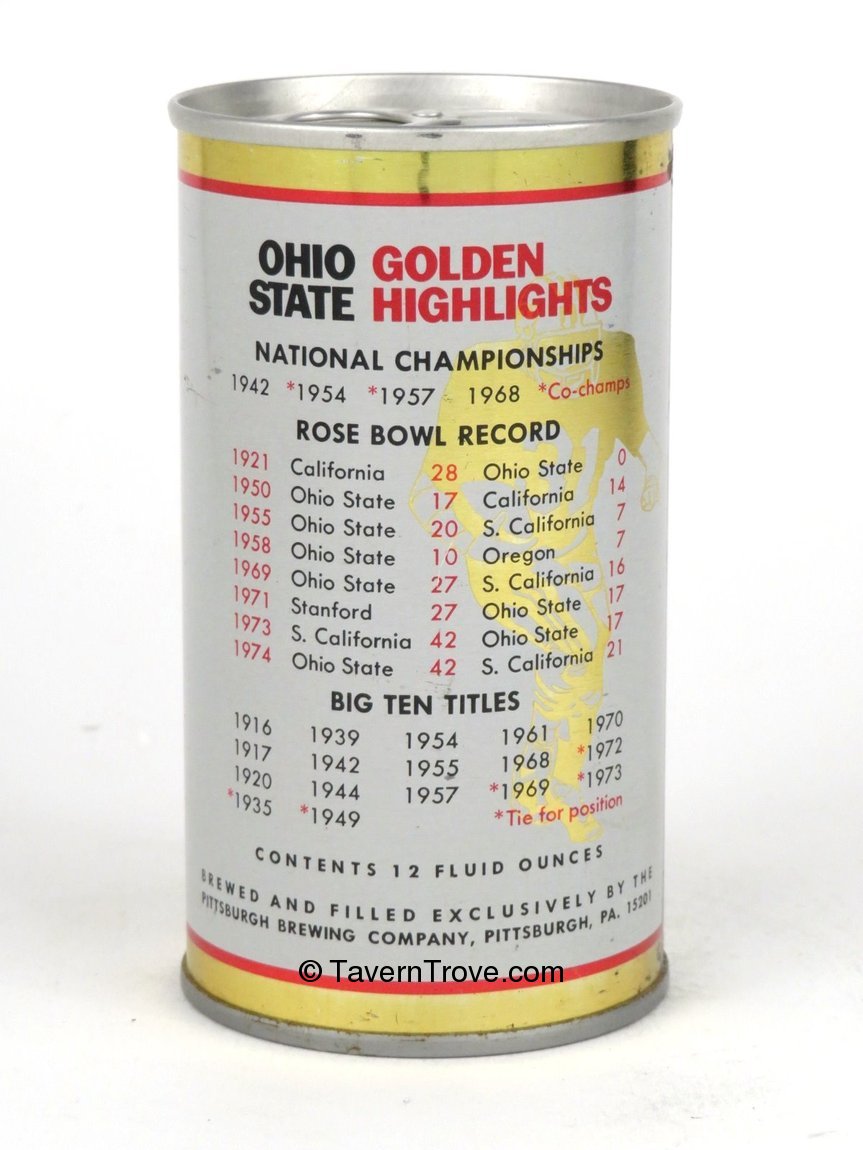 OHIO GOLDEN
STATE HIGHLIGHTS
NATIONAL CHAMPIONSHIPS
1942 *1954 *1957 1968 *Co-champs
ROSE BOWL RECORD
1921 California 28 Ohio State 0
1950 Ohio State 17 California 14
1955 Ohio State 20 S. California 7
1958 Ohio State 10 Oregon 7
1969 Ohio State 27 S. California 16
1971 Stanford 27 Ohio State 17
1973 S. California 42 Ohio State 17
1974 Ohio State 42 S. California 21
BIG TEN TITLES
1916 1939 1954 1961 1970
1917 1942 1955 1968 *1972
1920 1944 1957 *1969 *1973
*1935 *1949 *Tie for position
CONTENTS 12 FLUID OUNCES
BREWED AND FILLED EXCLUSIVELY BY THE
PITTSBURGH BREWING COMPANY, PITTSBURGH, PA. 15201
© TavernTrove.com